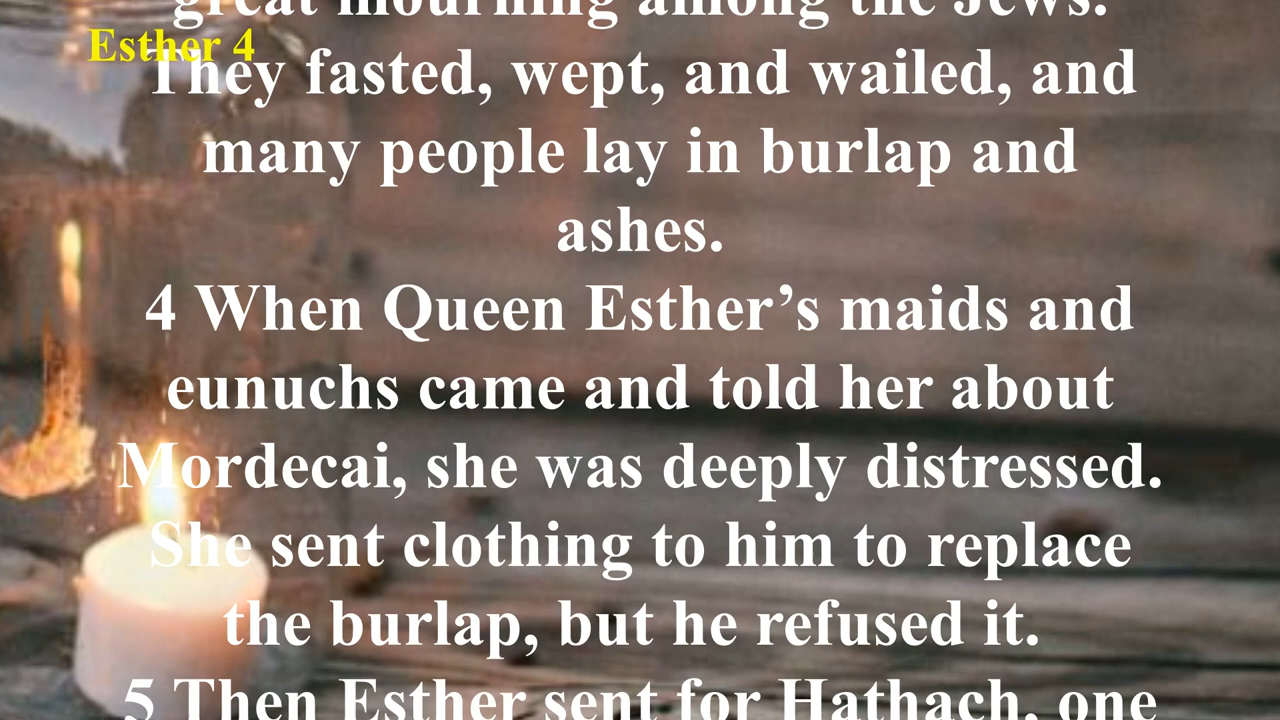 great mourning among the Jews.
Esther 4
They fasted, wept, and wailed, and
many people lay in burlap and
ashes.
4 When Queen Esther’s maids and
eunuchs came and told her about
Mordecai, she was deeply distressed.
She sent clothing to him to replace
the burlap, but he refused it.
5 Then Esther sent for Hathach, one